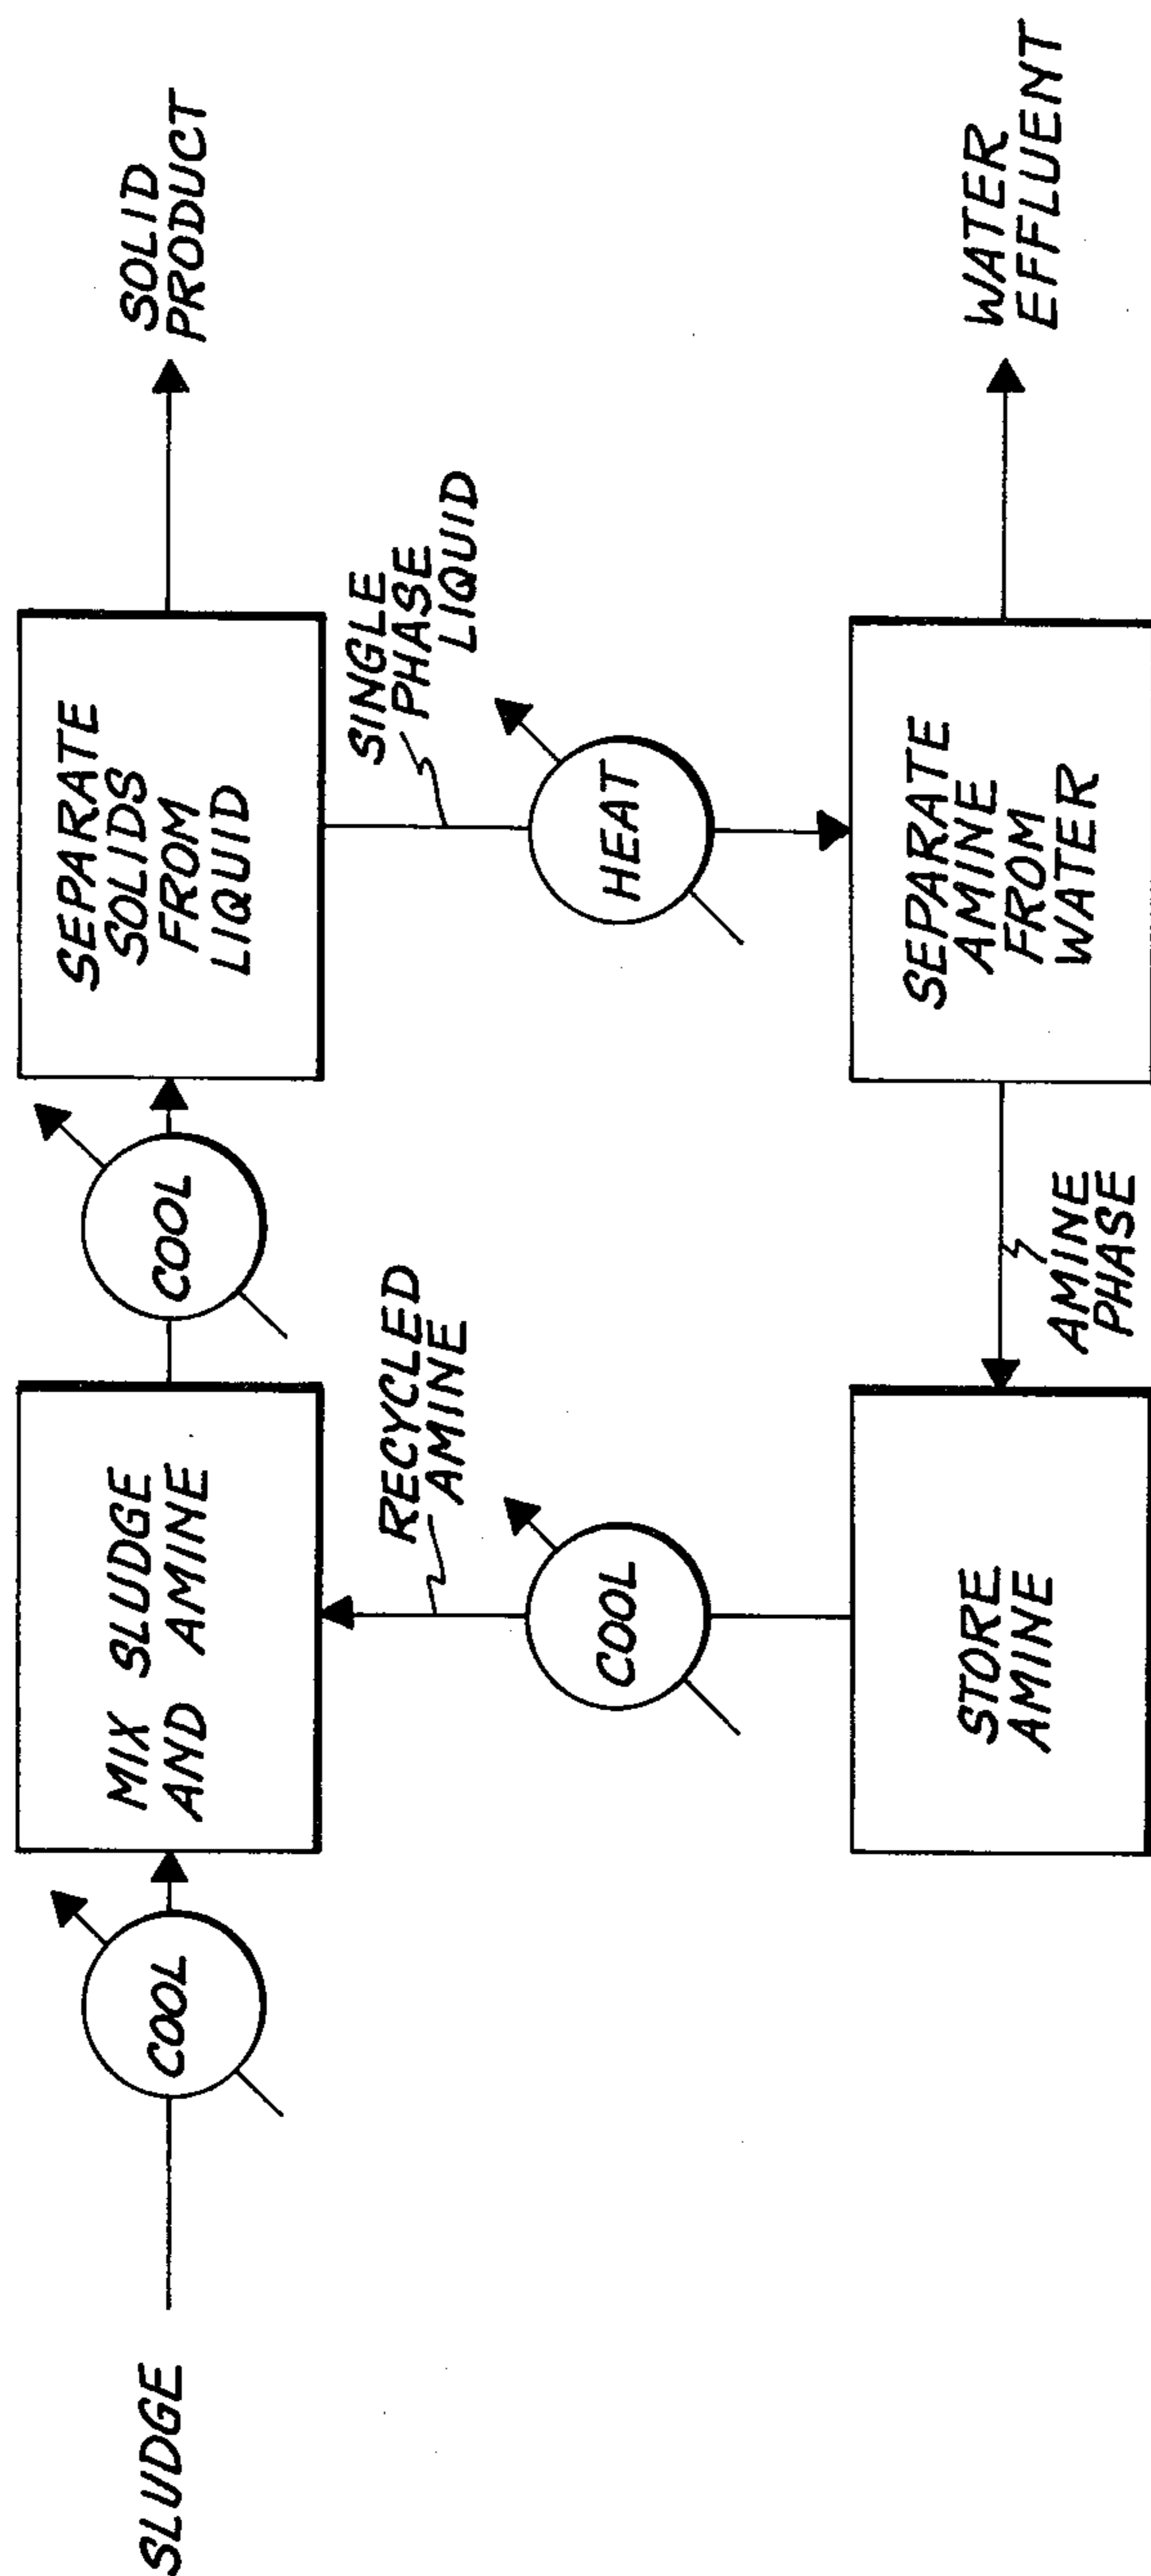 SLUDGE
COOL
MIX SLUDGE
AND AMINE
COOL
SEPARATE
SOLIDS
FROM
LIQUID
SOLID
PRODUCT
RECYCLED
AMINE
SINGLE
PHASE
LIQUID
COOL
HEAT
STORE
AMINE
AMINE
PHASE
SEPARATE
AMINE
FROM
WATER
WATER
EFFLUENT